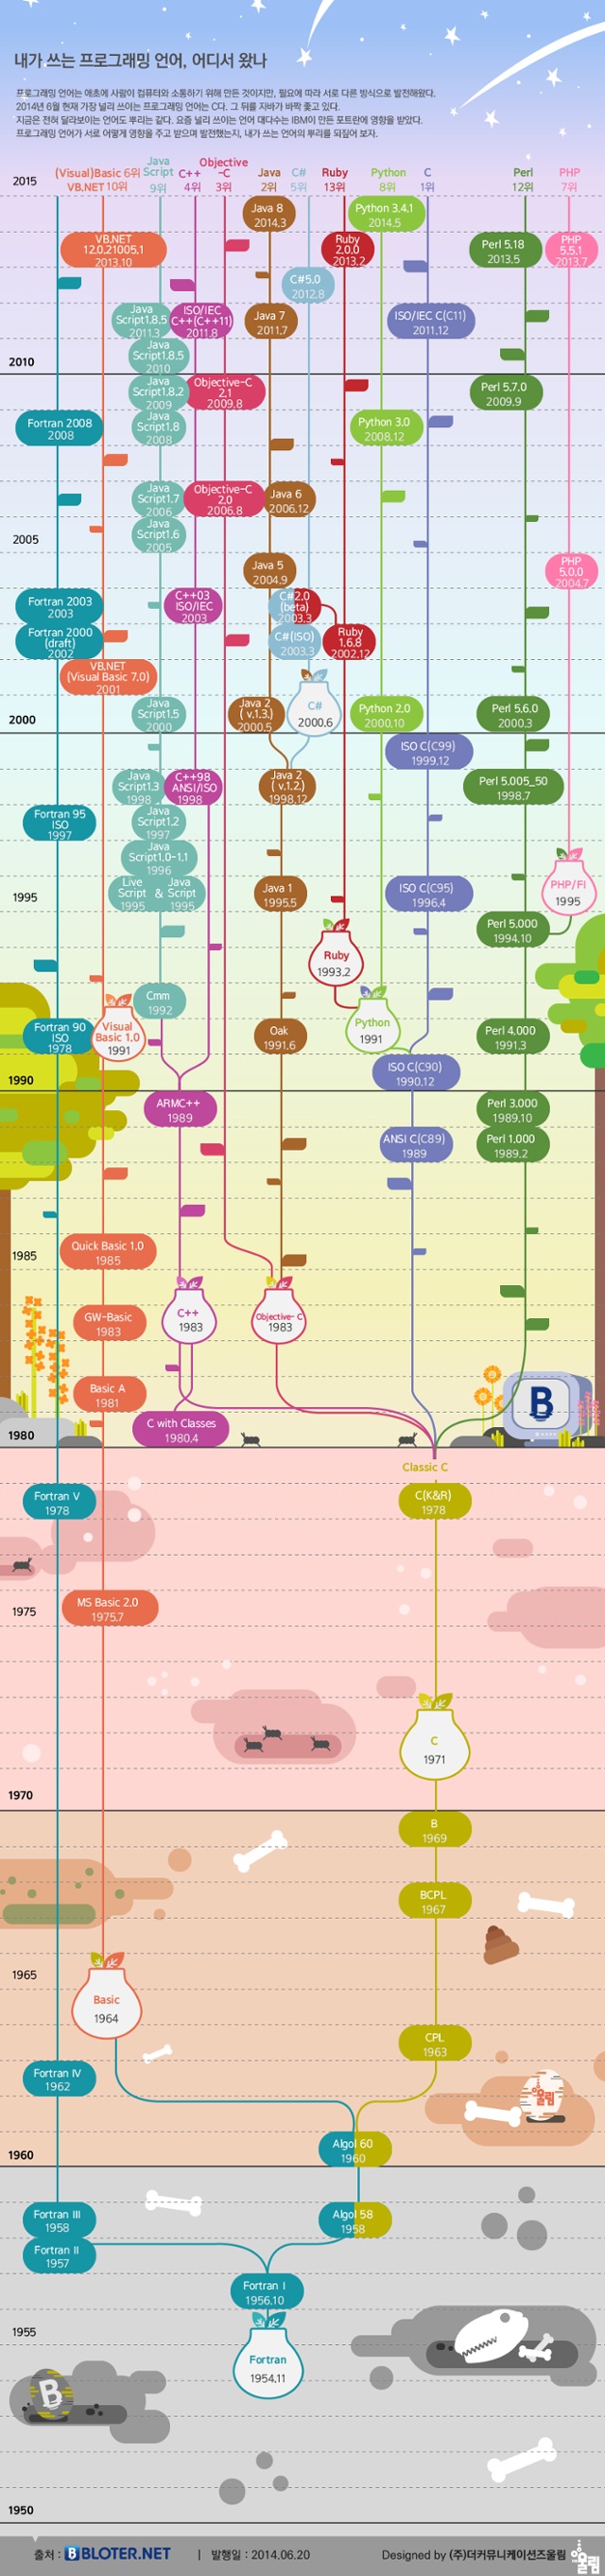 내가 쓰는 프로그래밍 언어, 어디서 왔나
프로그래밍 언어는 애초에 사람이 컴퓨터와 소통하기 위해 만든 것이지만, 필요에 따라 서로 다른 방식으로 발전해왔다.
2014년 6월 현재 가장 널리 쓰이는 프로그래밍 언어는 C다. 그 뒤를 자바가 바짝 쫓고 있다.
지금은 전혀 달라보이는 언어도 뿌리는 같다. 요즘 널리 쓰이는 언어 대다수는 IBM이 만든 포트란에 영향을 받았다.
프로그래밍 언어가 서로 어떻게 영향을 주고 받으며 발전했는지, 내가 쓰는 언어의 뿌리를 되짚어 보자.
2015
(Visual)Basic 6위
VB.NET 10위
Java
Script
9위
C++
4위
Objective
-C
3위
Java
2위
C#
5위
Ruby
13위
Python
8위
C
1위
Perl
12위
PHP
7위
Java 8
2014.3
Python 3.4.1
2014.5
VB.NET
12.0.21005.1
2013.10
Ruby
2.0.0
2013.2
Perl 5.18
2013.5
PHP
5.5.1
2013.7
C#5.0
2012.8
Java
Script1.8.5
2011.3
ISO/IEC
C++(C++11)
2011.8
Java 7
2011.7
ISO/IEC C(C11)
2011.12
Java
Script1.8.5
2010
2010
Java
Script1.8.2
2009
Objective-C
2.1
2009.8
Perl 5.7.0
2009.9
Fortran 2008
2008
Java
Script1.8
2008
Python 3.0
2008.12
Java
Script1.7
2006
Objective-C
2.0
2006.8
Java 6
2006.12
Java
Script1.6
2005
2005
Java 5
2004.9
PHP
5.0.0
2004.7
Fortran 2003
2003
C++03
ISO/IEC
2003
C#2.0
(beta)
2003.3
Fortran 2000
(draft)
2002
C#(ISO)
2003.3
Ruby
1.6.8
2002.12
VB.NET
(Visual Basic 7.0)
2001
Java
Script1.5
2000
Java 2
( v.1.3.)
2000.5
C#
2000.6
Python 2.0
2000.10
Perl 5.6.0
2000.3
2000
ISO C(C99)
1999.12
Java
Script1.3
1998
C++98
ANSI/ISO
1998
Java 2
( v.1.2.)
1998.12
Perl 5.005_50
1998.7
Fortran 95
ISO
1997
Java
Script1.2
1997
Java
Script1.0-1.1
1996
1995
Live
Script
1995
&
Java
Script
1995
Java 1
1995.5
ISO C(C95)
1996.4
PHP/FI
1995
Perl 5.000
1994.10
Ruby
1993.2
Cmm
1992
Fortran 90
ISO
1978
Visual
Basic 1.0
1991
Oak
1991.6
Python
1991
Perl 4.000
1991.3
ISO C(C90)
1990.12
1990
ARMC++
1989
Perl 3.000
1989.10
ANSI C(C89)
1989
Perl 1.000
1989.2
1985
Quick Basic 1.0
1985
GW-Basic
1983
C++
1983
Objective- C
1983
Basic A
1981
B
C with Classes
1980.4
1980
Classic C
Fortran V
1978
C(K&R)
1978
1975
MS Basic 2.0
1975.7
C
1971
1970
B
1969
BCPL
1967
1965
Basic
1964
CPL
1963
Fortran IV
1962
울림
Algol 60
1960
1960
Fortran III
1958
Algol 58
1958
Fortran II
1957
Fortran I
1956.10
1955
Fortran
1954.11
B
1950
출처 : BLOTER.NET | 발행일 : 2014.06.20 Designed by (주)더커뮤니케이션즈울림
울림